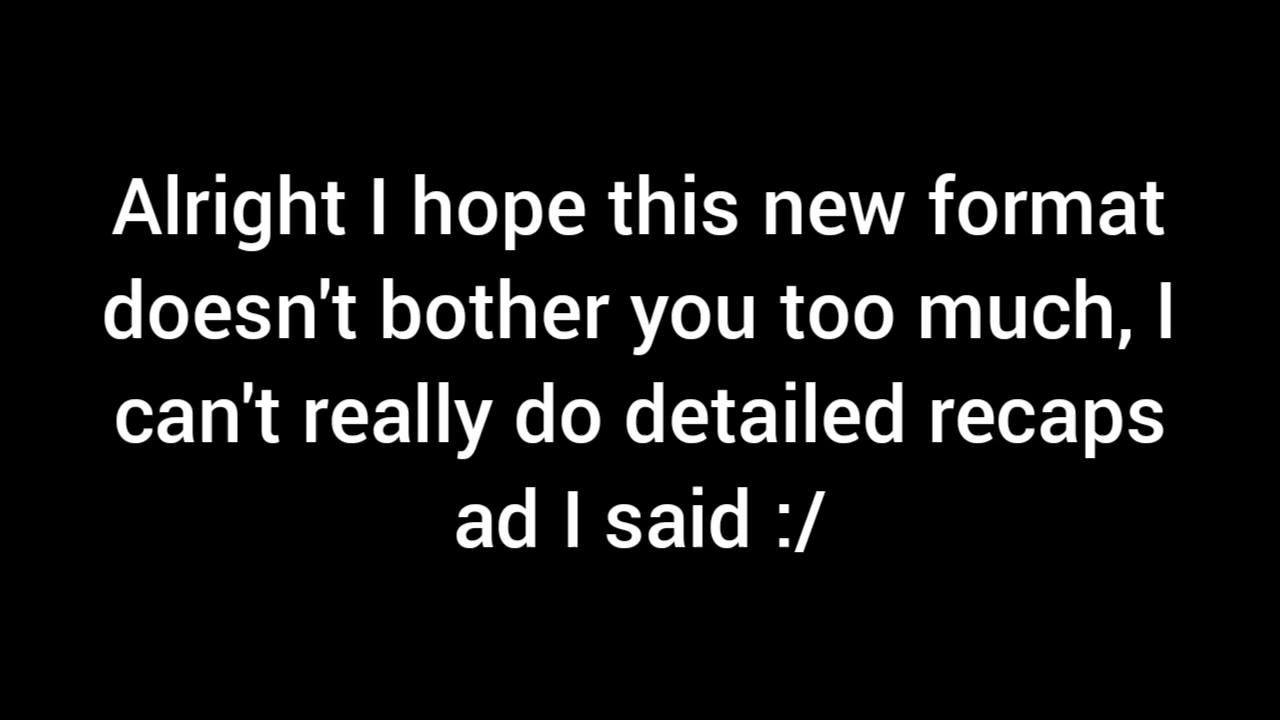 Alright I hope this new format
doesn't bother you too much, I
can't really do detailed recaps
ad I said :/